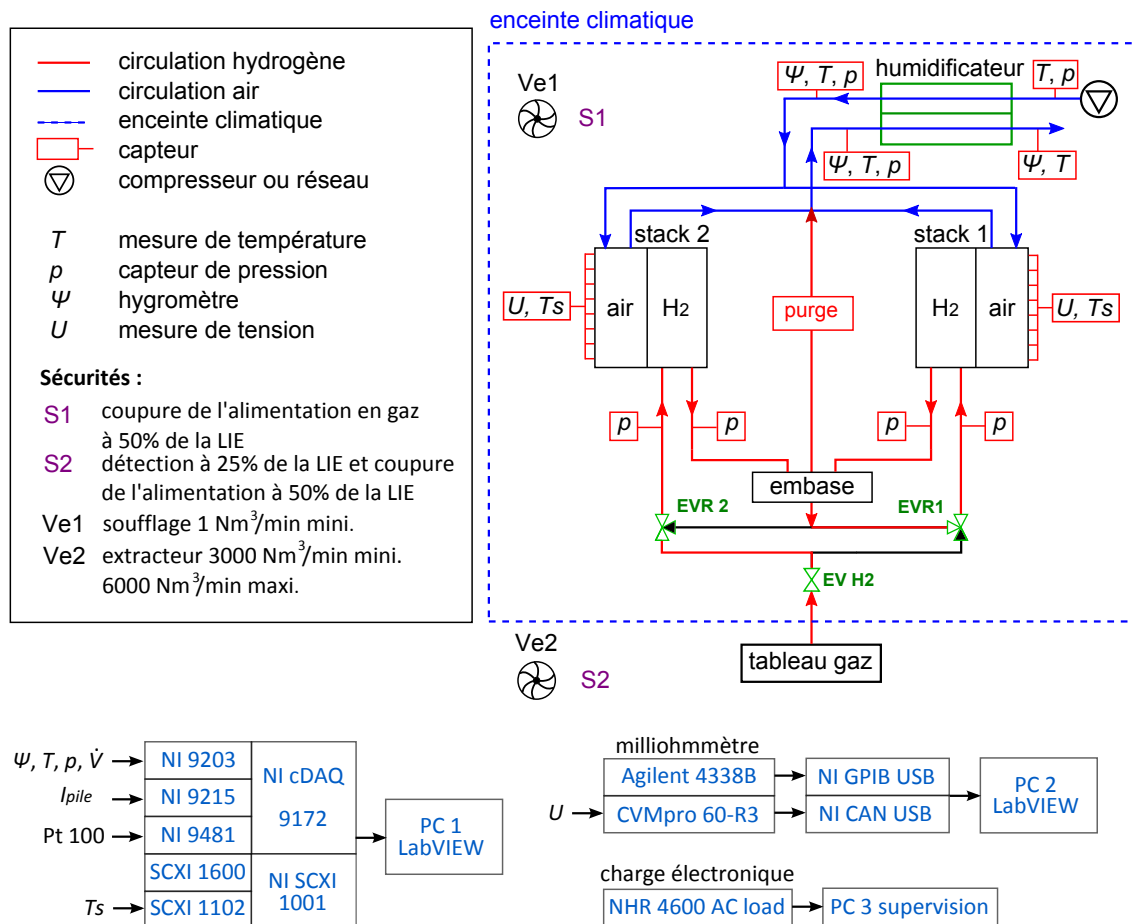 enceinte climatique
circulation hydrogène
circulation air
enceinte climatique
capteur
compresseur ou réseau
T mesure de température
p capteur de pression
Ψ hygromètre
U mesure de tension
Sécurités :
S1 coupure de l'alimentation en gaz
à 50% de la LIE
S2 détection à 25% de la LIE et coupure
de l'alimentation à 50% de la LIE
Ve1 soufflage 1 Nm³/min mini.
Ve2 extracteur 3000 Nm³/min mini.
6000 Nm³/min maxi.
Ve1
S1
Ψ, T, p
humidificateur
T, p
Ψ, T, p
Ψ, T
stack 2
stack 1
U, Ts
air
H2
purge
H2
air
U, Ts
p
p
p
p
embase
EVR 2
EVR1
EV H2
Ve2
S2
tableau gaz
Ψ, T, p, V̇
NI 9203
NI cDAQ
9172
Ipile
NI 9215
Pt 100
NI 9481
PC 1
LabVIEW
SCXI 1600
NI SCXI
1001
Ts
SCXI 1102
milliohmmètre
Agilent 4338B
NI GPIB USB
PC 2
LabVIEW
U
CVMpro 60-R3
NI CAN USB
charge électronique
NHR 4600 AC load
PC 3 supervision